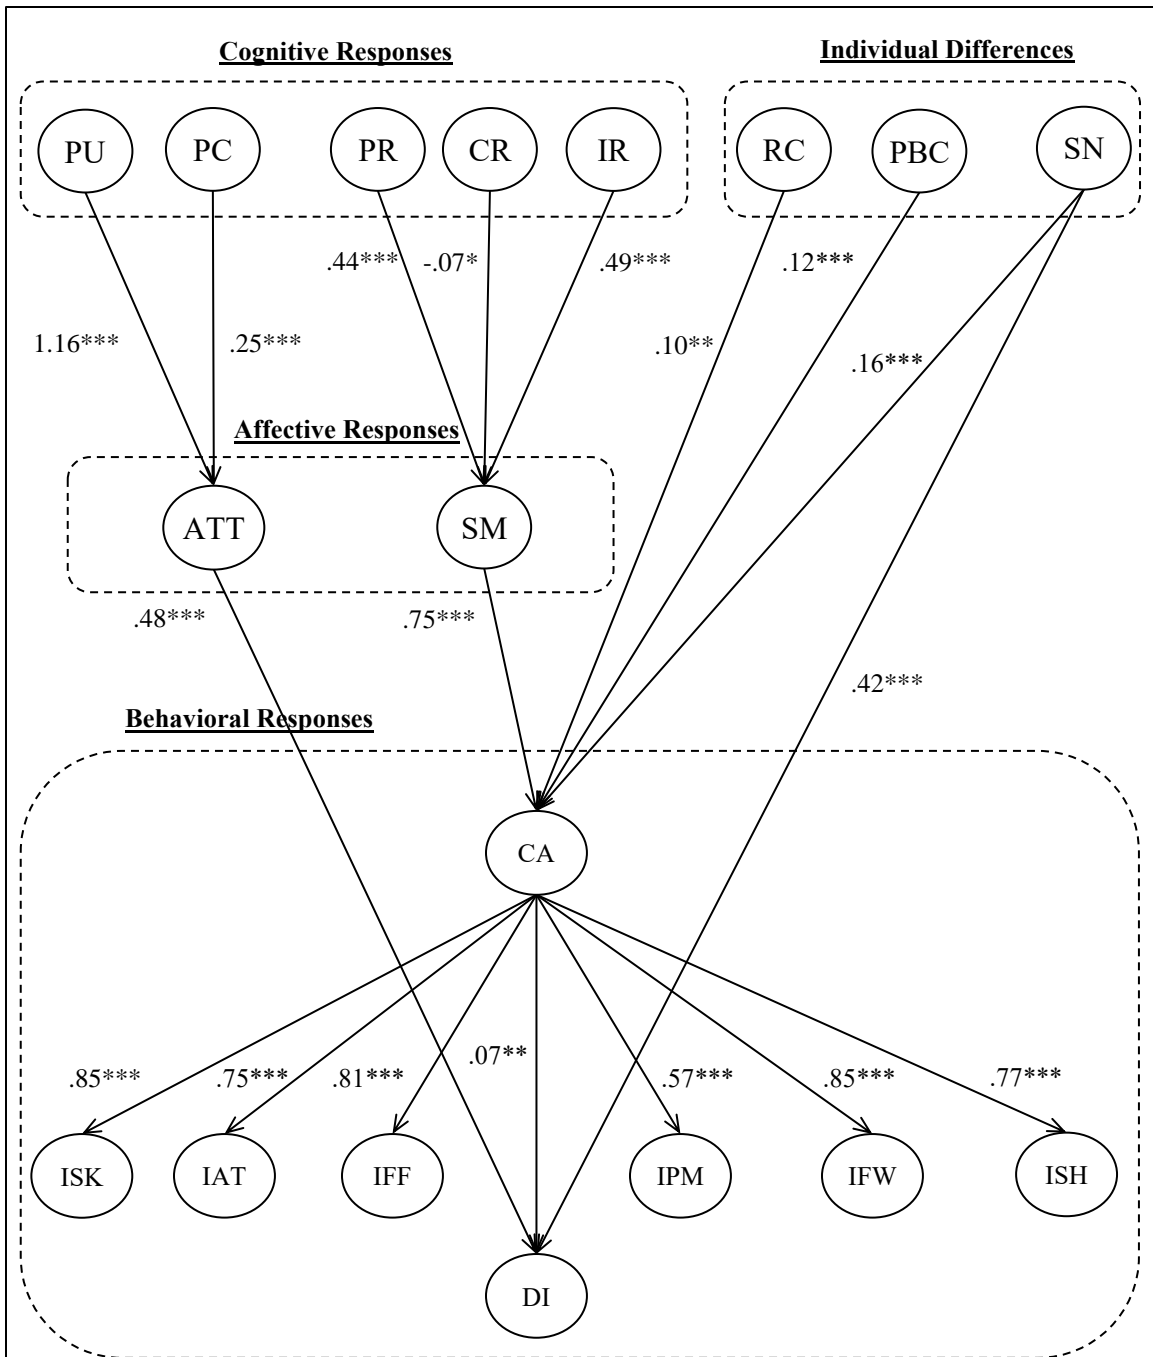 Cognitive Responses
Individual Differences
PU
PC
PR
CR
IR
RC
PBC
SN
.44***
-.07*
.49***
.12***
1.16***
.25***
.10**
.16***
Affective Responses
ATT
SM
.48***
.75***
.42***
Behavioral Responses
CA
.85***
.75***
.81***
.07**
.57***
.85***
.77***
ISK
IAT
IFF
IPM
IFW
ISH
DI